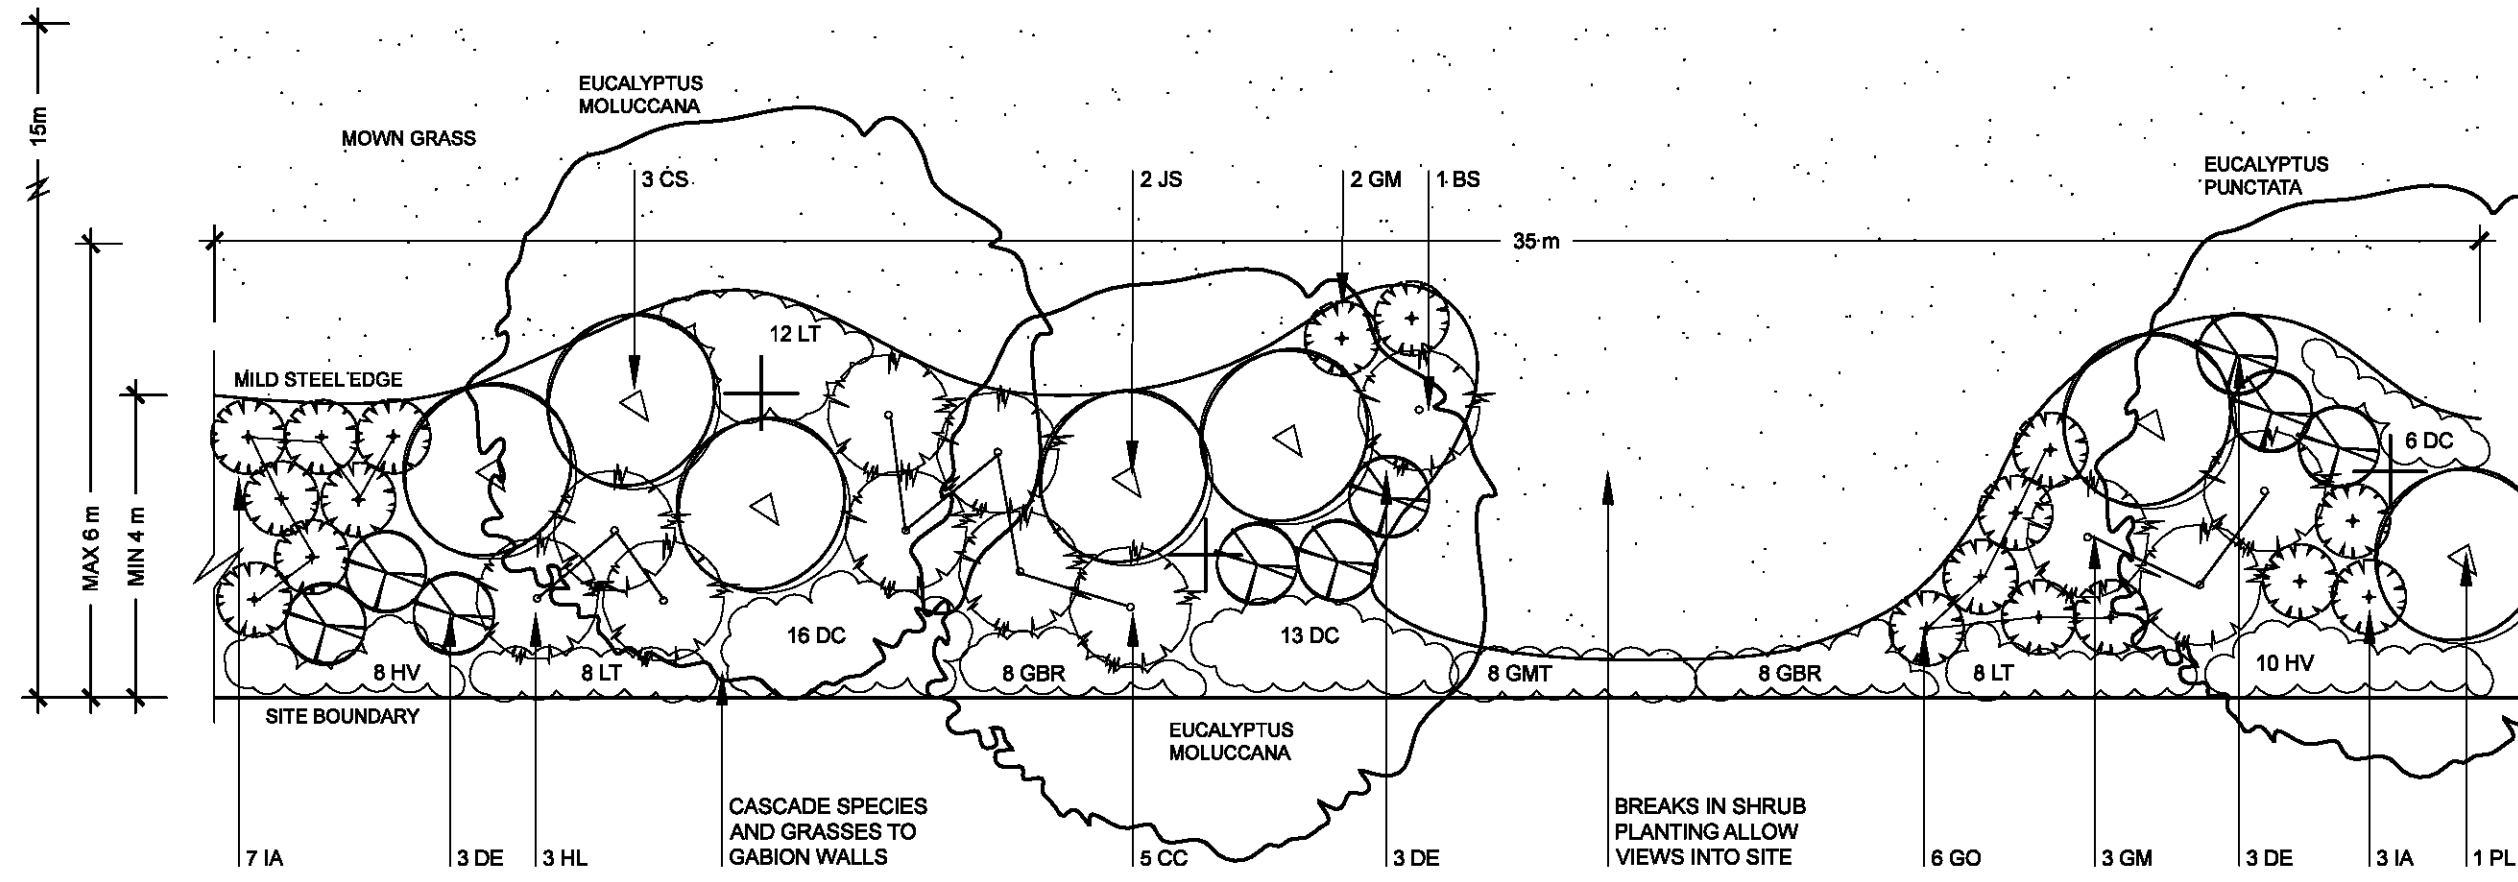 15m
EUCALYPTUS
MOLUCCANA
MOWN GRASS
3 CS
2 JS
2 GM
1 BS
EUCALYPTUS
PUNCTATA
35 m
12 LT
MILD STEEL EDGE
6 DC
MAX 6 m
MIN 4 m
16 DC
13 DC
8 HV
8 LT
8 GBR
8 GMT
8 GBR
8 LT
10 HV
SITE BOUNDARY
EUCALYPTUS
MOLUCCANA
CASCADE SPECIES
AND GRASSES TO
GABION WALLS
BREAKS IN SHRUB
PLANTING ALLOW
VIEWS INTO SITE
7 IA
3 DE
3 HL
5 CC
3 DE
6 GO
3 GM
3 DE
3 IA
1 PL